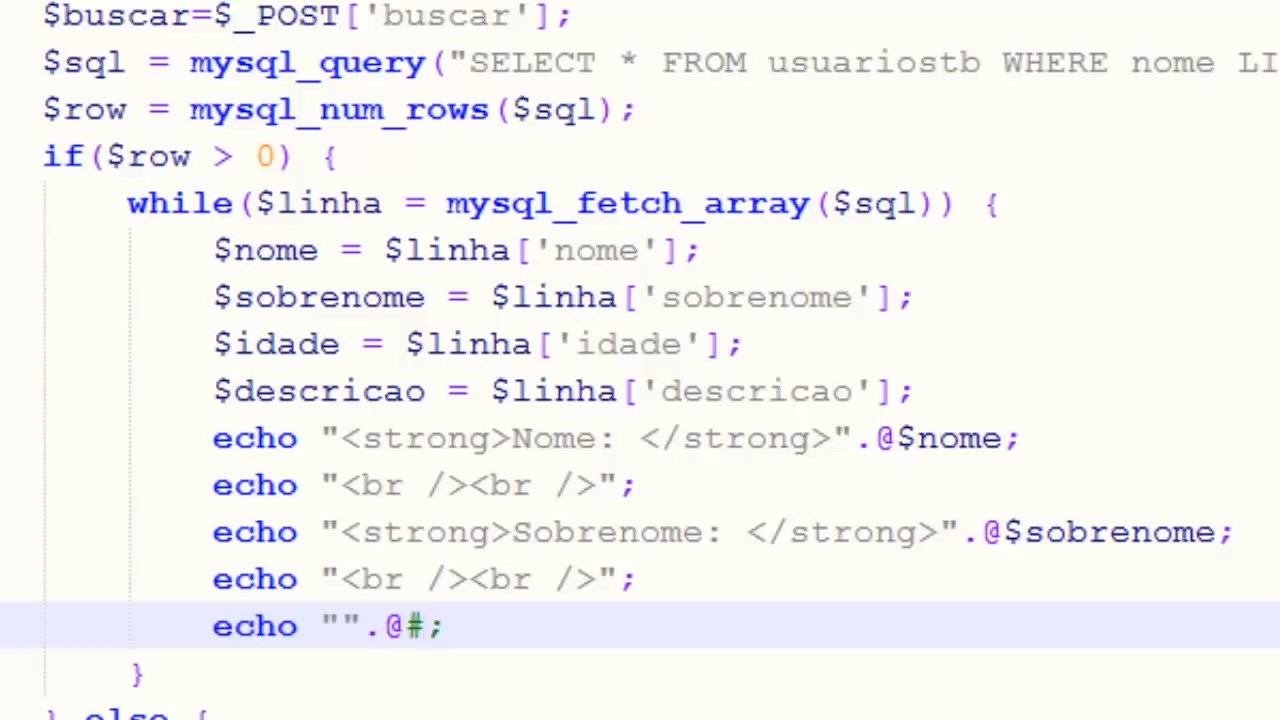 $buscar=$_POST['buscar'];
$sql = mysql_query("SELECT * FROM usuariostb WHERE nome LI
$row = mysql_num_rows($sql);
if($row > 0) {
while($linha = mysql_fetch_array($sql)) {
$nome = $linha['nome'];
$sobrenome = $linha['sobrenome'];
$idade = $linha['idade'];
$descricao = $linha['descricao'];
echo "<strong>Nome: </strong>".@$nome;
echo "<br /><br />";
echo "<strong>Sobrenome: </strong>".@$sobrenome;
echo "<br /><br />";
echo "".@#;
}
} else {